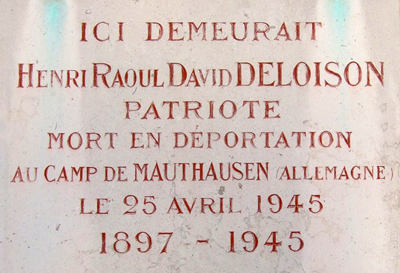 ICI DEMEURAIT
HENRI RAOUL DAVID DELOISON
PATRIOTE
MORT EN DÉPORTATION
AU CAMP DE MAUTHAUSEN (ALLEMAGNE)
LE 25 AVRIL 1945
1897 - 1945